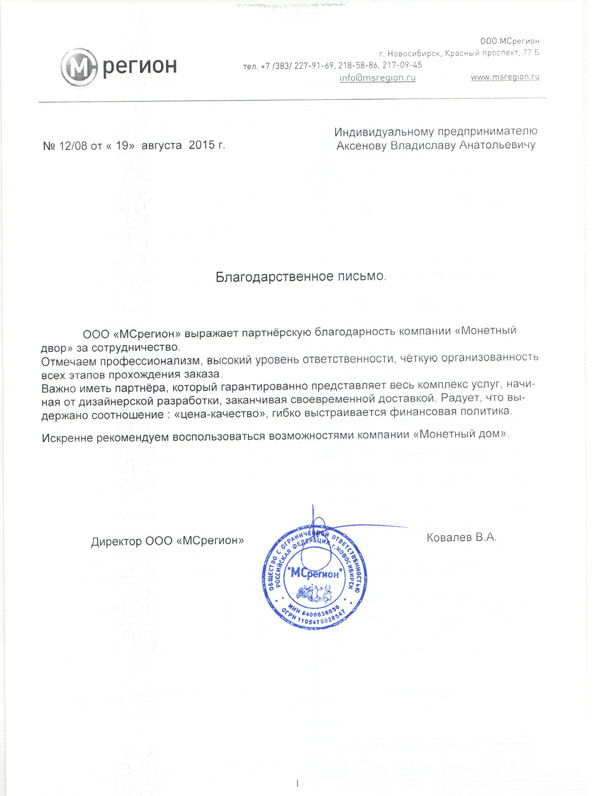 М регион
ООО МСрегион
г. Новосибирск, Красный проспект, 77 Б
тел. +7 /383/ 227-91-69, 218-58-86, 217-09-45
info@msregion.ru www.msregion.ru
№ 12/08 от « 19» августа 2015 г.
Индивидуальному предпринимателю
Аксенову Владиславу Анатольевичу
Благодарственное письмо.
ООО «МСрегион» выражает партнёрскую благодарность компании «Монетный
двор» за сотрудничество.
Отмечаем профессионализм, высокий уровень ответственности, чёткую организованность
всех этапов прохождения заказа.
Важно иметь партнёра, который гарантированно представляет весь комплекс услуг, начи-
ная от дизайнерской разработки, заканчивая своевременной доставкой. Радует, что вы-
держано соотношение : «цена-качество», гибко выстраивается финансовая политика.
Искренне рекомендуем воспользоваться возможностями компании «Монетный дом».
Директор ООО «МСрегион»
Ковалев В.А.
ОБЩЕСТВО С ОГРАНИЧЕННОЙ ОТВЕТСТВЕННОСТЬЮ
РОССИЙСКАЯ ФЕДЕРАЦИЯ г. НОВОСИБИРСК
"МСрегион"
ИНН
ОГРН
1